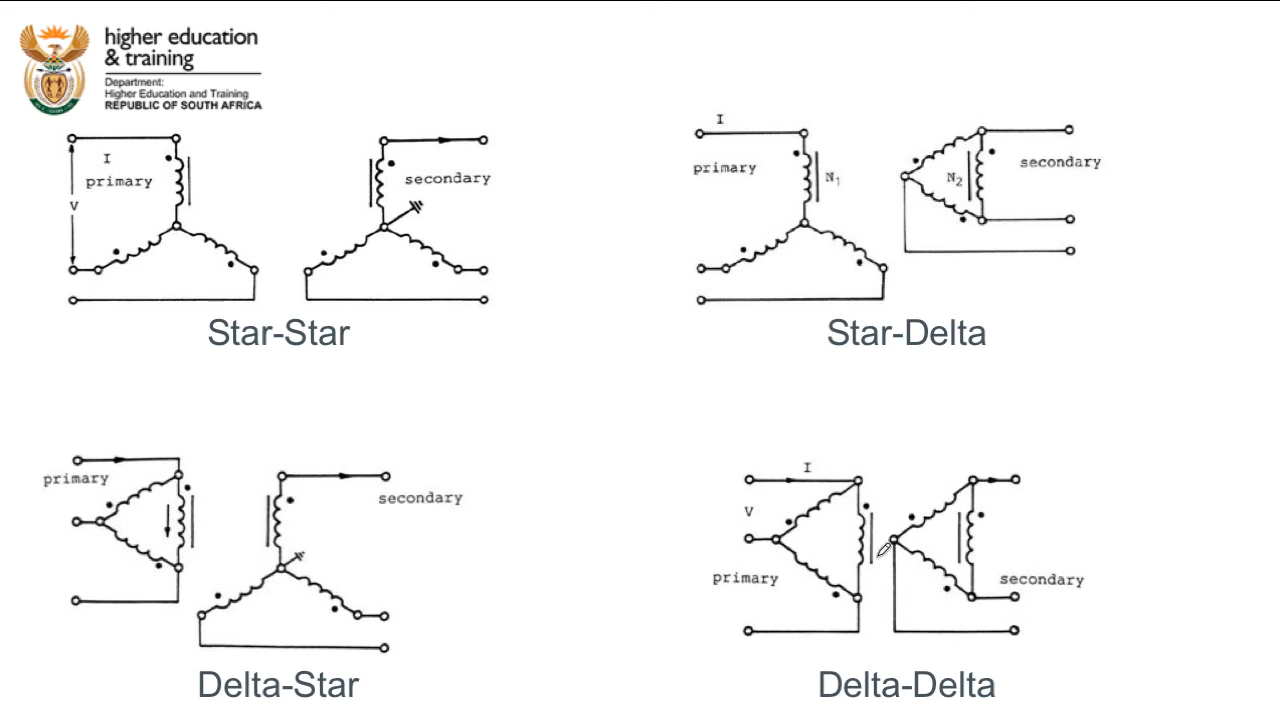 higher education
& training
Department:
Higher Education and Training
REPUBLIC OF SOUTH AFRICA
I
primary
V
secondary
Star-Star
I
primary
N1
N2
secondary
Star-Delta
primary
secondary
Delta-Star
I
V
primary
secondary
Delta-Delta